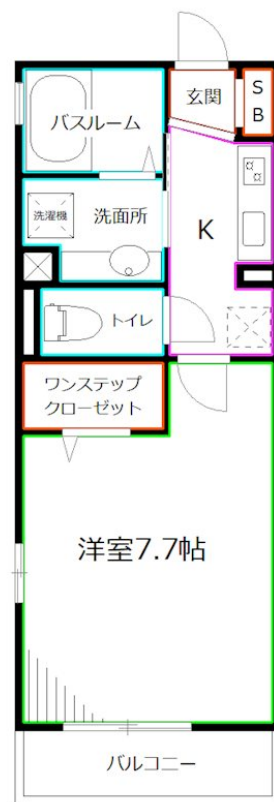 玄関
S
B
バスルーム
洗濯機
洗面所
K
トイレ
ワンステップ
クローゼット
洋室7.7帖
バルコニー